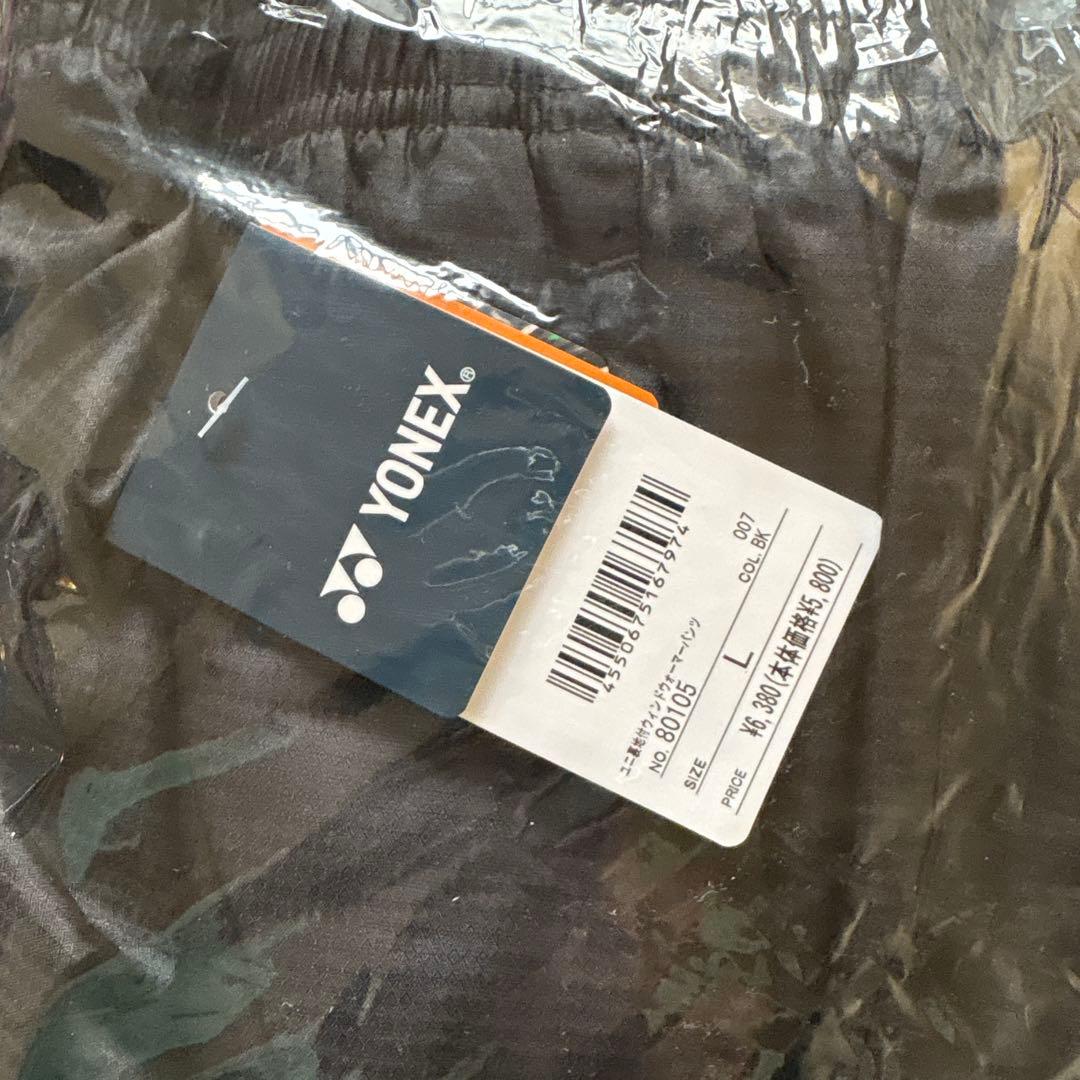 YONEX®
4550675167974
ユニ裏地付ウィンドウォーマーパンツ
NO. 80105
007
SIZE L COL. BK
PRICE ¥6,380(本体価格¥5,800)